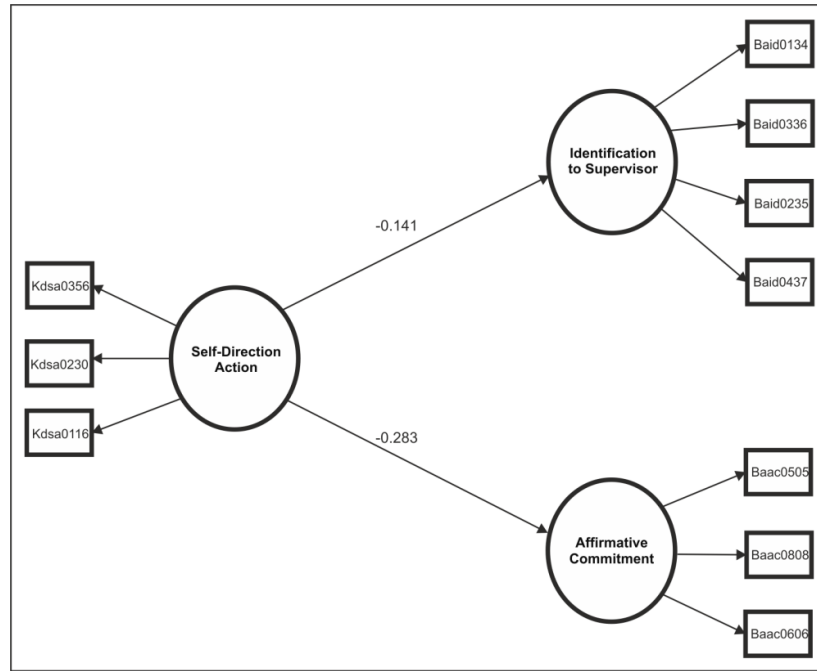 Baid0134
Baid0336
Identification
to Supervisor
Baid0235
-0.141
Baid0437
Kdsa0356
Self-Direction
Action
Kdsa0230
Kdsa0116
-0.283
Baac0505
Affirmative
Commitment
Baac0808
Baac0606